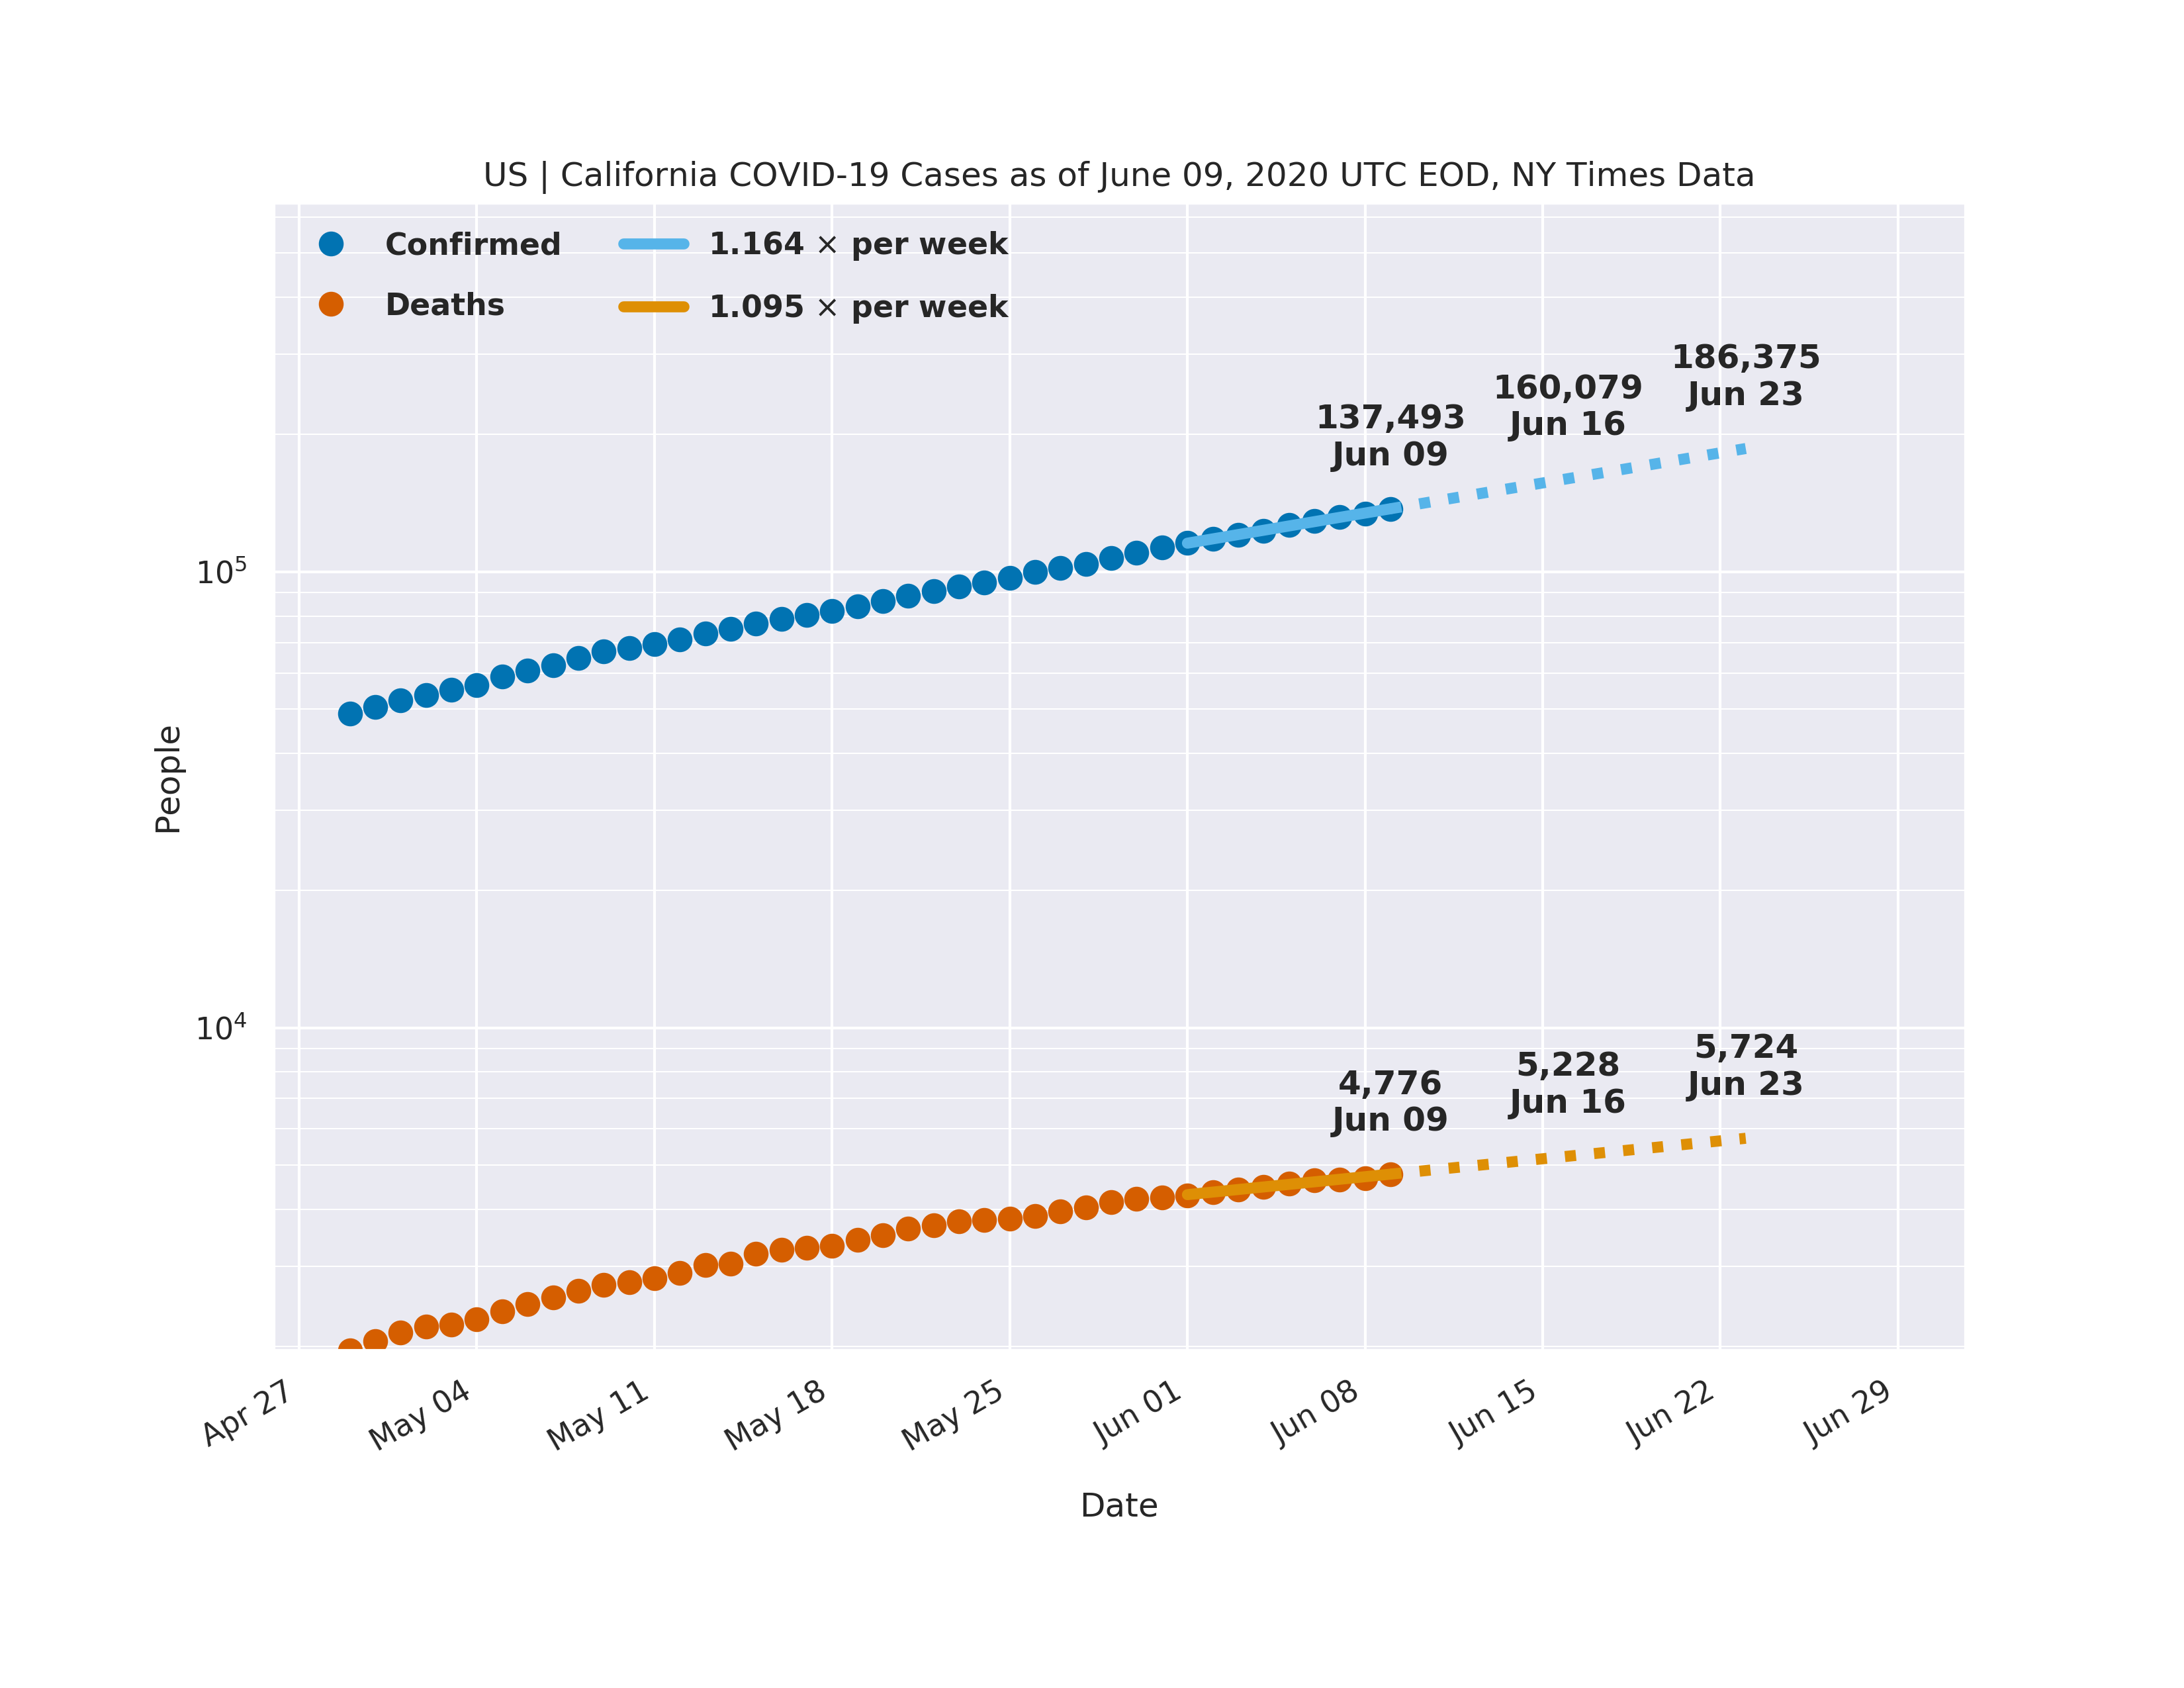 US | California COVID-19 Cases as of June 09, 2020 UTC EOD, NY Times Data
Confirmed
Deaths
1.164 × per week
1.095 × per week
186,375
Jun 23
160,079
Jun 16
137,493
Jun 09
5,724
Jun 23
5,228
Jun 16
4,776
Jun 09
10⁵
10⁴
People
Apr 27
May 04
May 11
May 18
May 25
Jun 01
Jun 08
Jun 15
Jun 22
Jun 29
Date